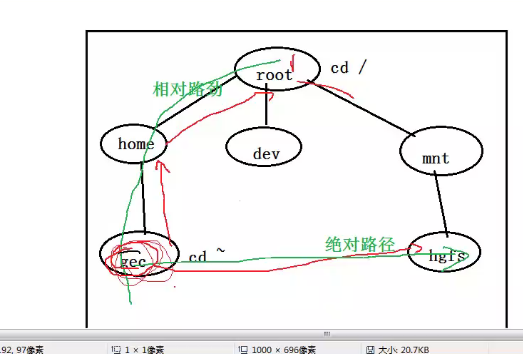 root
cd /
相对路劲
home
dev
mnt
绝对路径
gec
cd ~
hgfs
.92, 97像素
1 × 1像素
1000 × 696像素
大小: 20.7KB